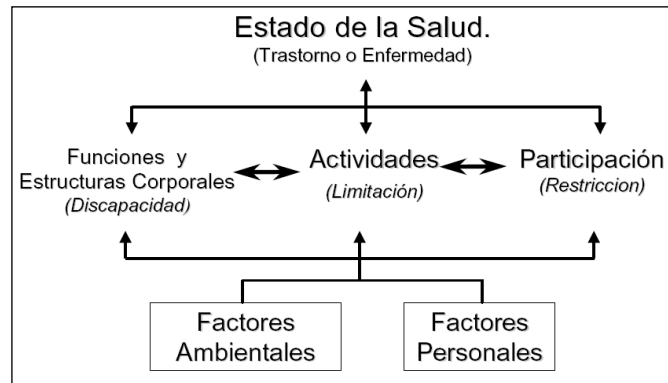 Estado de la Salud.
(Trastorno o Enfermedad)
Funciones y
Estructuras Corporales
(Discapacidad)
Actividades
(Limitación)
Participación
(Restriccion)
Factores
Ambientales
Factores
Personales